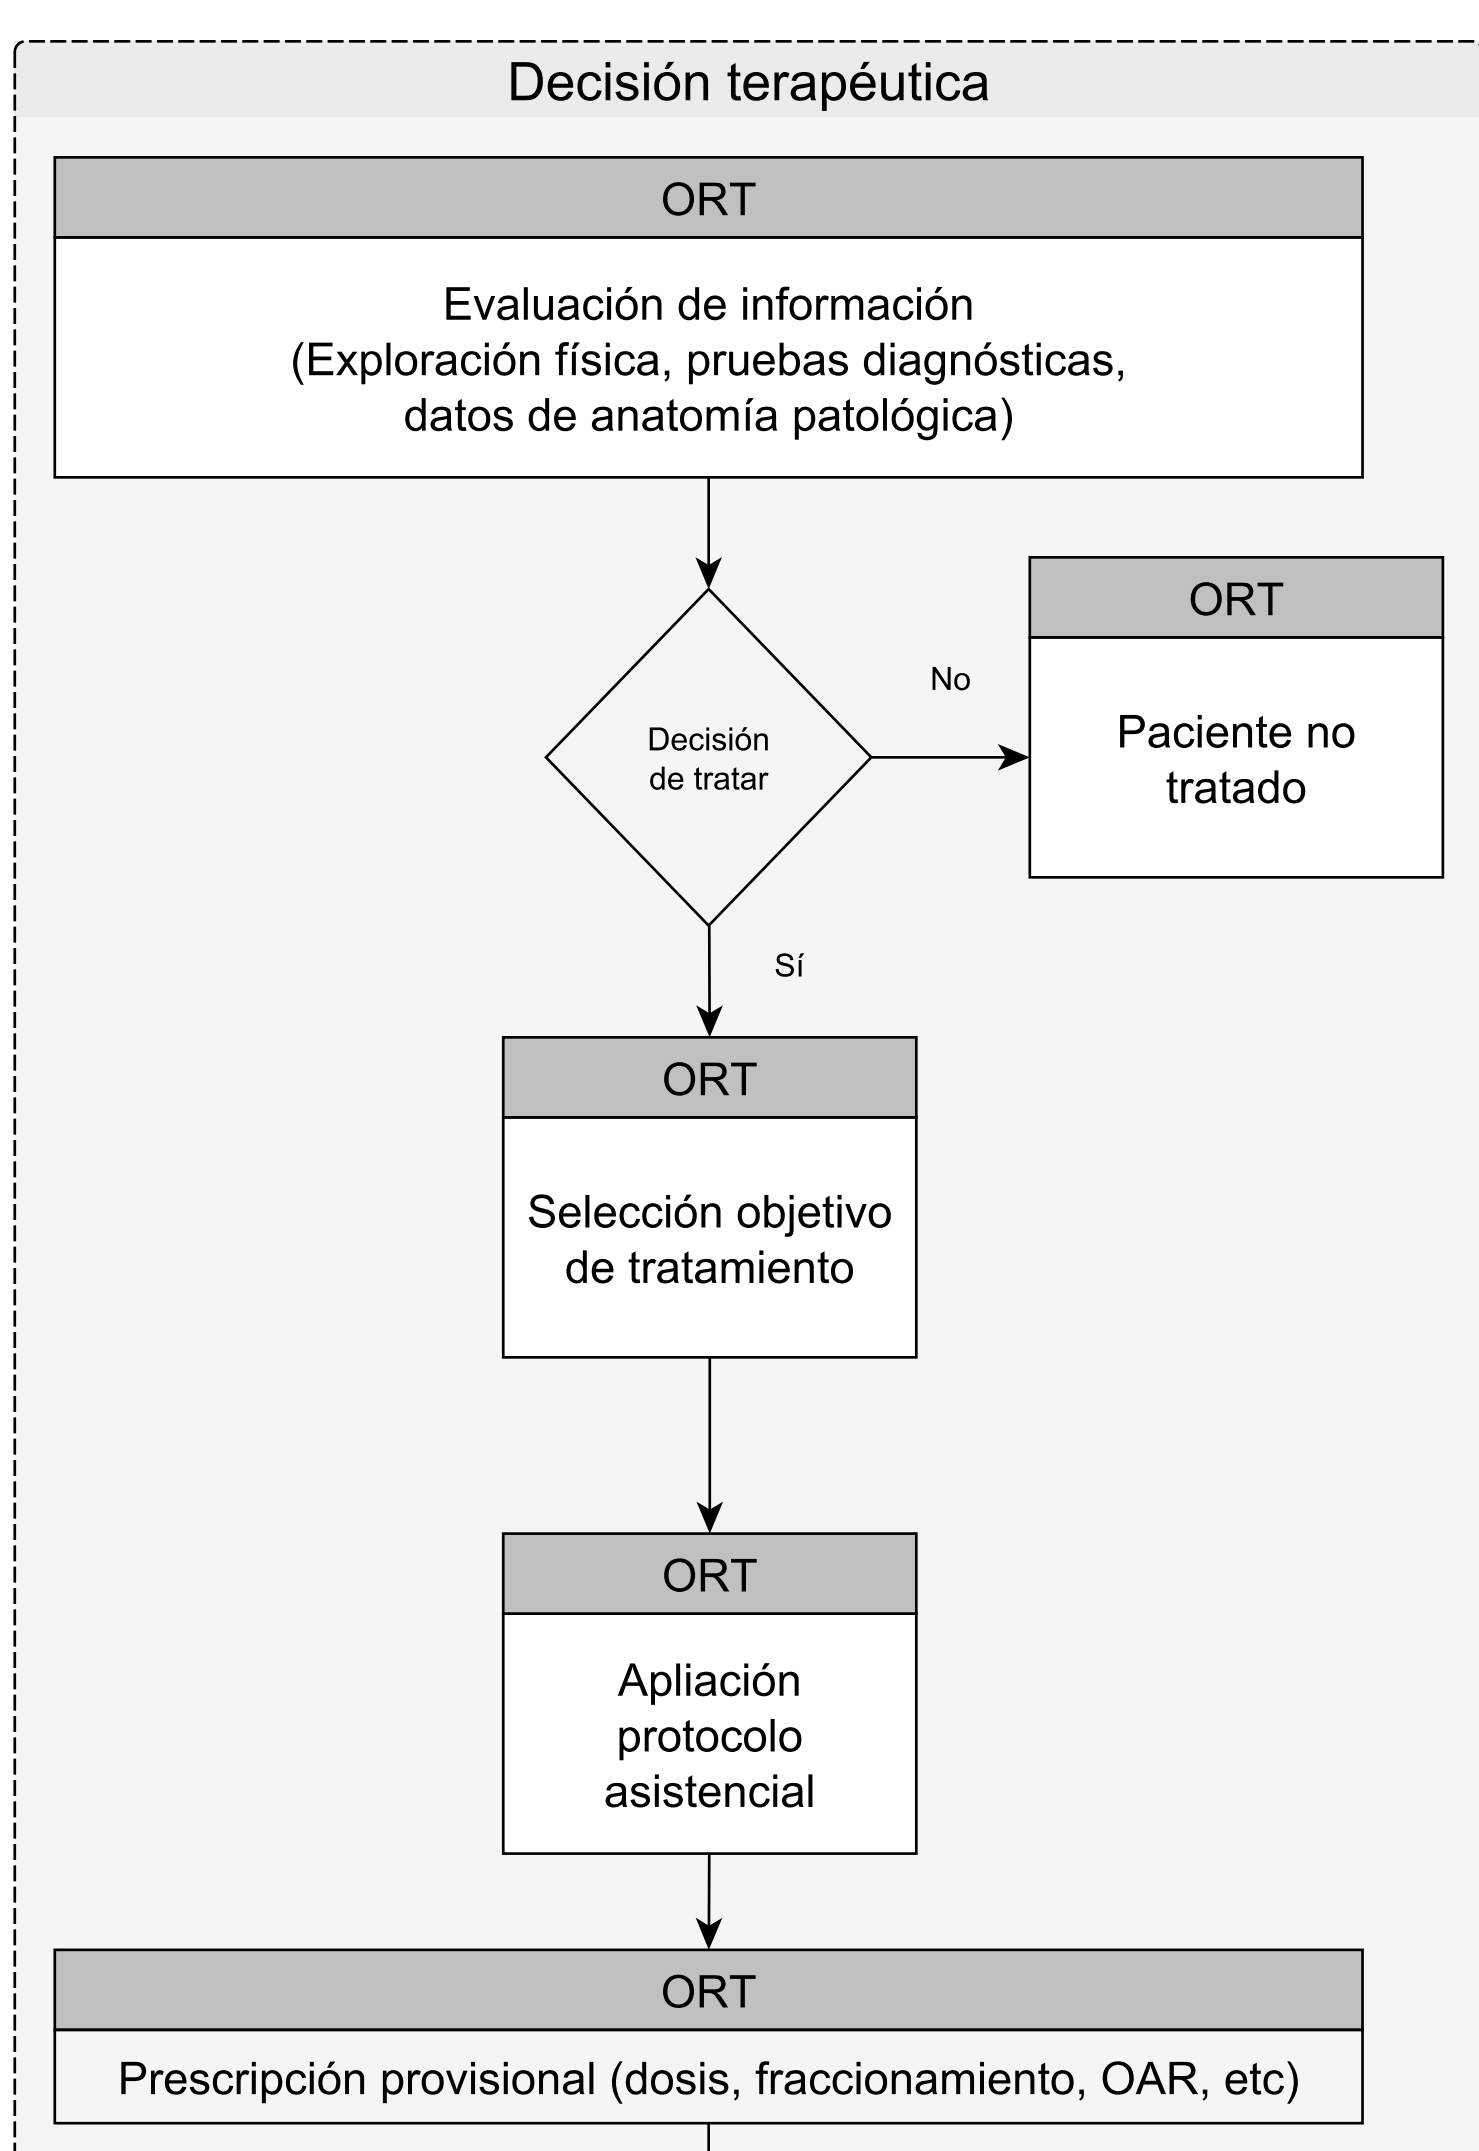 Decisión terapéutica
ORT
Evaluación de información
(Exploración física, pruebas diagnósticas,
datos de anatomía patológica)
ORT
No
Paciente no
tratado
Decisión
de tratar
Sí
ORT
Selección objetivo
de tratamiento
ORT
Apliación
protocolo
asistencial
ORT
Prescripción provisional (dosis, fraccionamiento, OAR, etc)